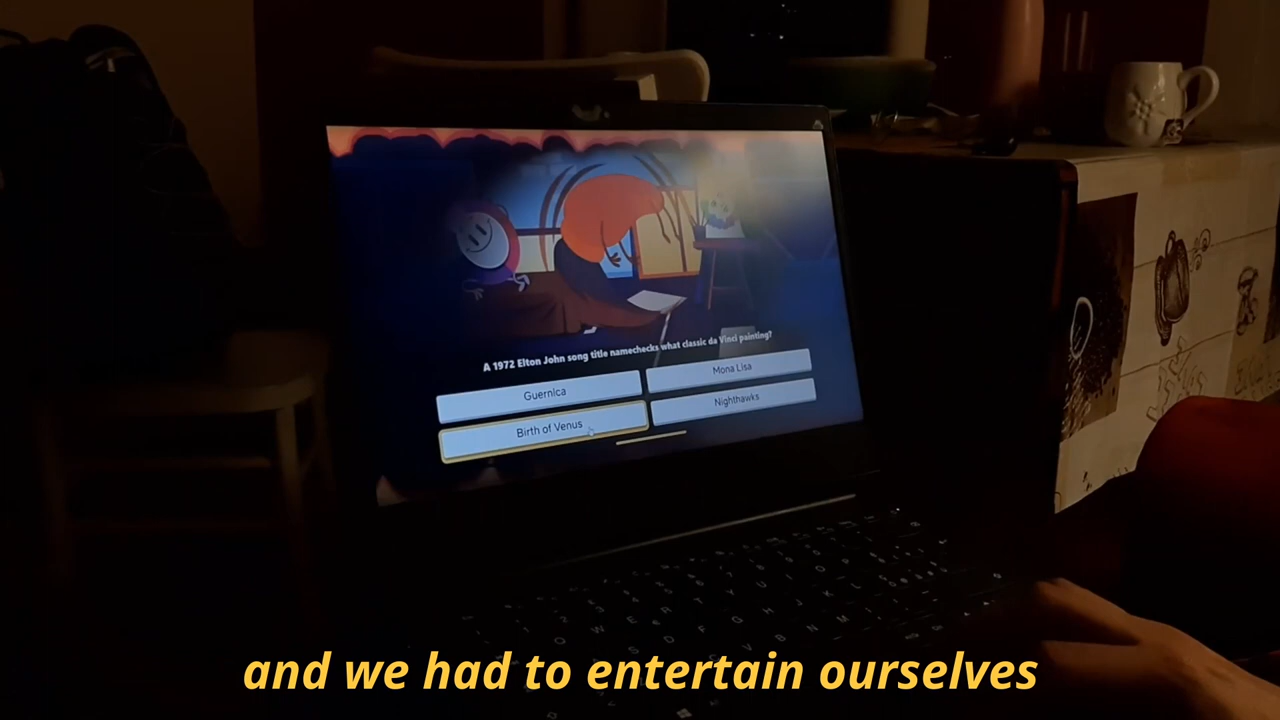 A 1972 Elton John song title namechecks what classic da Vinci painting?
Guernica
Mona Lisa
Birth of Venus
Nighthawks
and we had to entertain ourselves